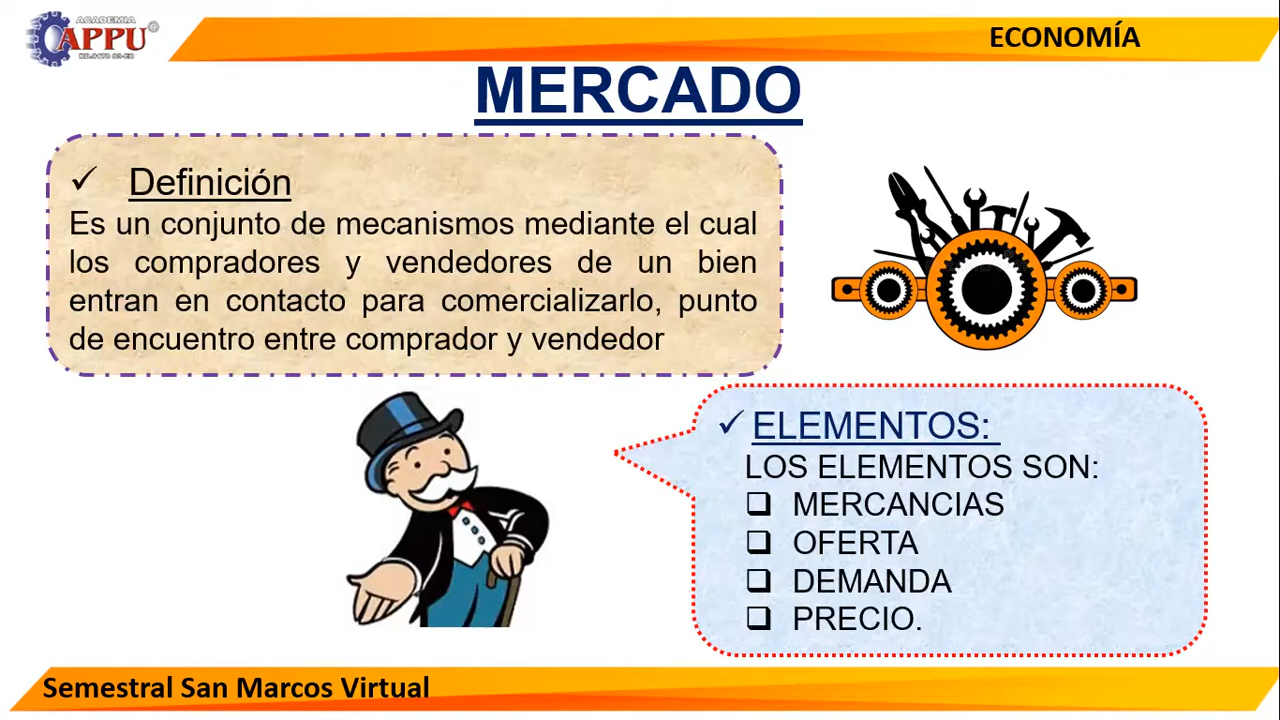 ACADEMIA
APPU
ECONOMÍA
MERCADO
✓ Definición
Es un conjunto de mecanismos mediante el cual
los compradores y vendedores de un bien
entran en contacto para comercializarlo, punto
de encuentro entre comprador y vendedor
✓ ELEMENTOS:
LOS ELEMENTOS SON:
❑ MERCANCIAS
❑ OFERTA
❑ DEMANDA
❑ PRECIO.
Semestral San Marcos Virtual